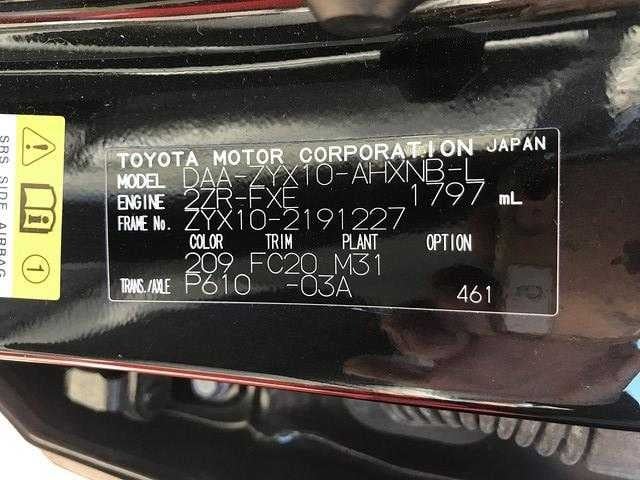 TOYOTA MOTOR CORPORATION JAPAN
MODEL DAA-ZYX10-AHXNB-L
ENGINE 2ZR-FXE 1797 mL
FRAME No. ZYX10-2191227
COLOR TRIM PLANT OPTION
209 FC20 M31
TRANS./AXLE P610 -03A 461
SRS SIDE AIRBAG
1